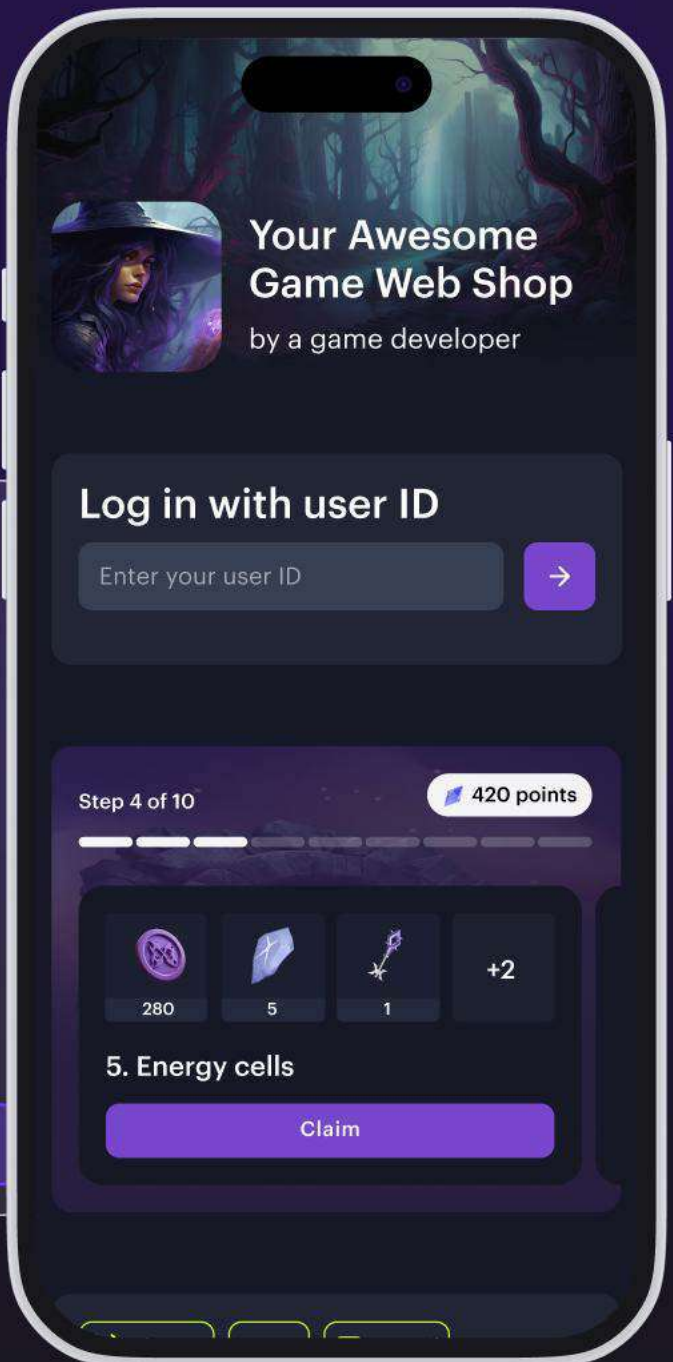 Your Awesome
Game Web Shop
by a game developer
Log in with user ID
Enter your user ID
Step 4 of 10
420 points
280
5
1
+2
5. Energy cells
Claim